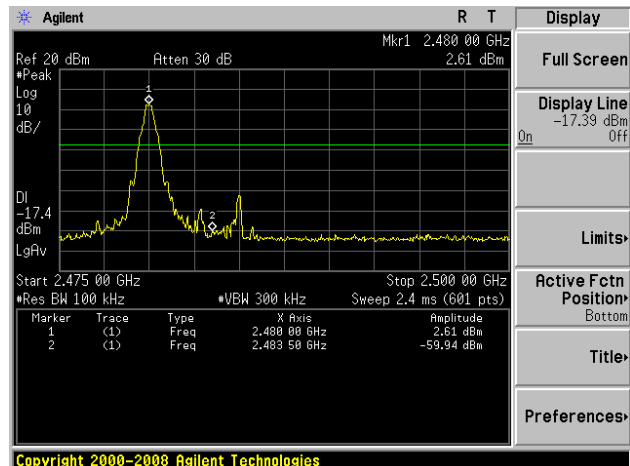 Agilent R T Display
Mkr1 2.480 00 GHz
Ref 20 dBm Atten 30 dB 2.61 dBm
#Peak
Log
10
dB/
1
2
DI
-17.4
dBm
LgAv
Start 2.475 00 GHz Stop 2.500 00 GHz
#Res BW 100 kHz #VBW 300 kHz Sweep 2.4 ms (601 pts)
Marker Trace Type X Axis Amplitude
1 (1) Freq 2.480 00 GHz 2.61 dBm
2 (1) Freq 2.483 50 GHz -59.94 dBm
Full Screen
Display Line
-17.39 dBm
On Off
Limits
Active Fctn
Position
Bottom
Title
Preferences
Copyright 2000-2008 Agilent Technologies